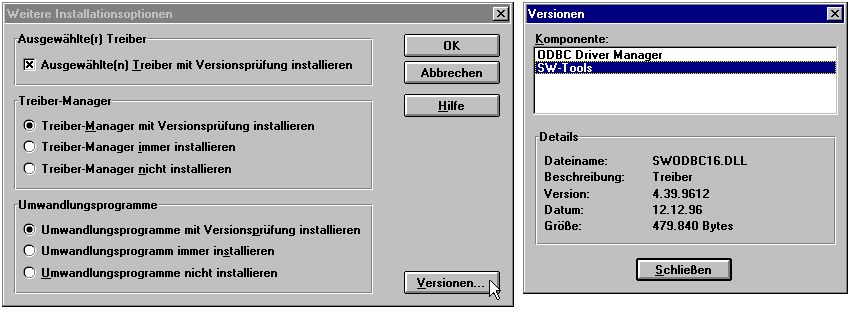 Weitere Installationsoptionen
Ausgewählte(r) Treiber
Ausgewählte(n) Treiber mit Versionsprüfung installieren
Treiber-Manager
Treiber-Manager mit Versionsprüfung installieren
Treiber-Manager immer installieren
Treiber-Manager nicht installieren
Umwandlungsprogramme
Umwandlungsprogramme mit Versionsprüfung installieren
Umwandlungsprogramm immer installieren
Umwandlungsprogramme nicht installieren
OK
Abbrechen
Hilfe
Versionen...
Versionen
Komponente:
ODBC Driver Manager
SW-Tools
Details
Dateiname: SWODBC16.DLL
Beschreibung: Treiber
Version: 4.39.9612
Datum: 12.12.96
Größe: 479.840 Bytes
Schließen